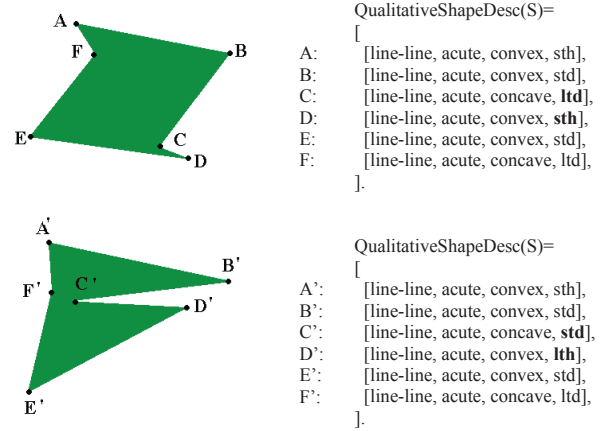 A
B
F
E
C
D
QualitativeShapeDesc(S)=
[
A: [line-line, acute, convex, sth],
B: [line-line, acute, convex, std],
C: [line-line, acute, concave, ltd],
D: [line-line, acute, convex, sth],
E: [line-line, acute, convex, std],
F: [line-line, acute, concave, ltd],
].
A'
B'
F'
C'
D'
E'
QualitativeShapeDesc(S)=
[
A’: [line-line, acute, convex, sth],
B’: [line-line, acute, convex, std],
C’: [line-line, acute, concave, std],
D’: [line-line, acute, convex, lth],
E’: [line-line, acute, convex, std],
F’: [line-line, acute, concave, ltd],
].